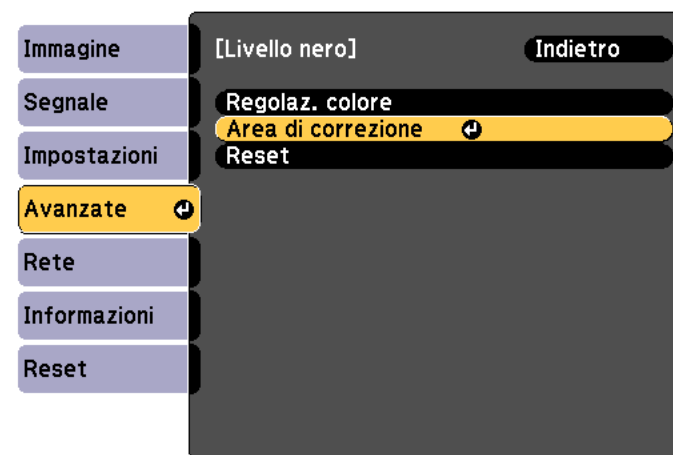 Immagine
Segnale
Impostazioni
Avanzate
Rete
Informazioni
Reset
[Livello nero] Indietro
Regolaz. colore
Area di correzione
Reset